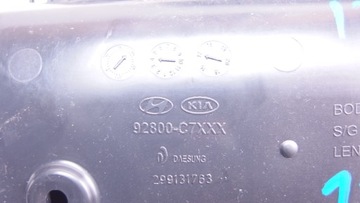 KIA
92800-C7XXX
DAESUNG
299131763
BOD
S/G
LEN